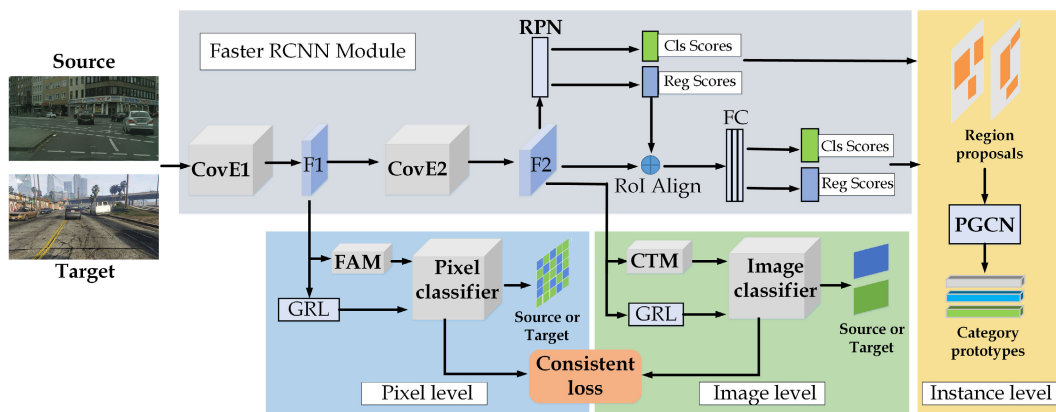 Faster RCNN Module
RPN
Cls Scores
Reg Scores
Source
CovE1
F1
CovE2
F2
RoI Align
FC
Cls Scores
Reg Scores
Target
FAM
GRL
Pixel
classifier
Source or
Target
Pixel level
CTM
GRL
Image
classifier
Source or
Target
Image level
Consistent
loss
Region
proposals
PGCN
Category
prototypes
Instance level